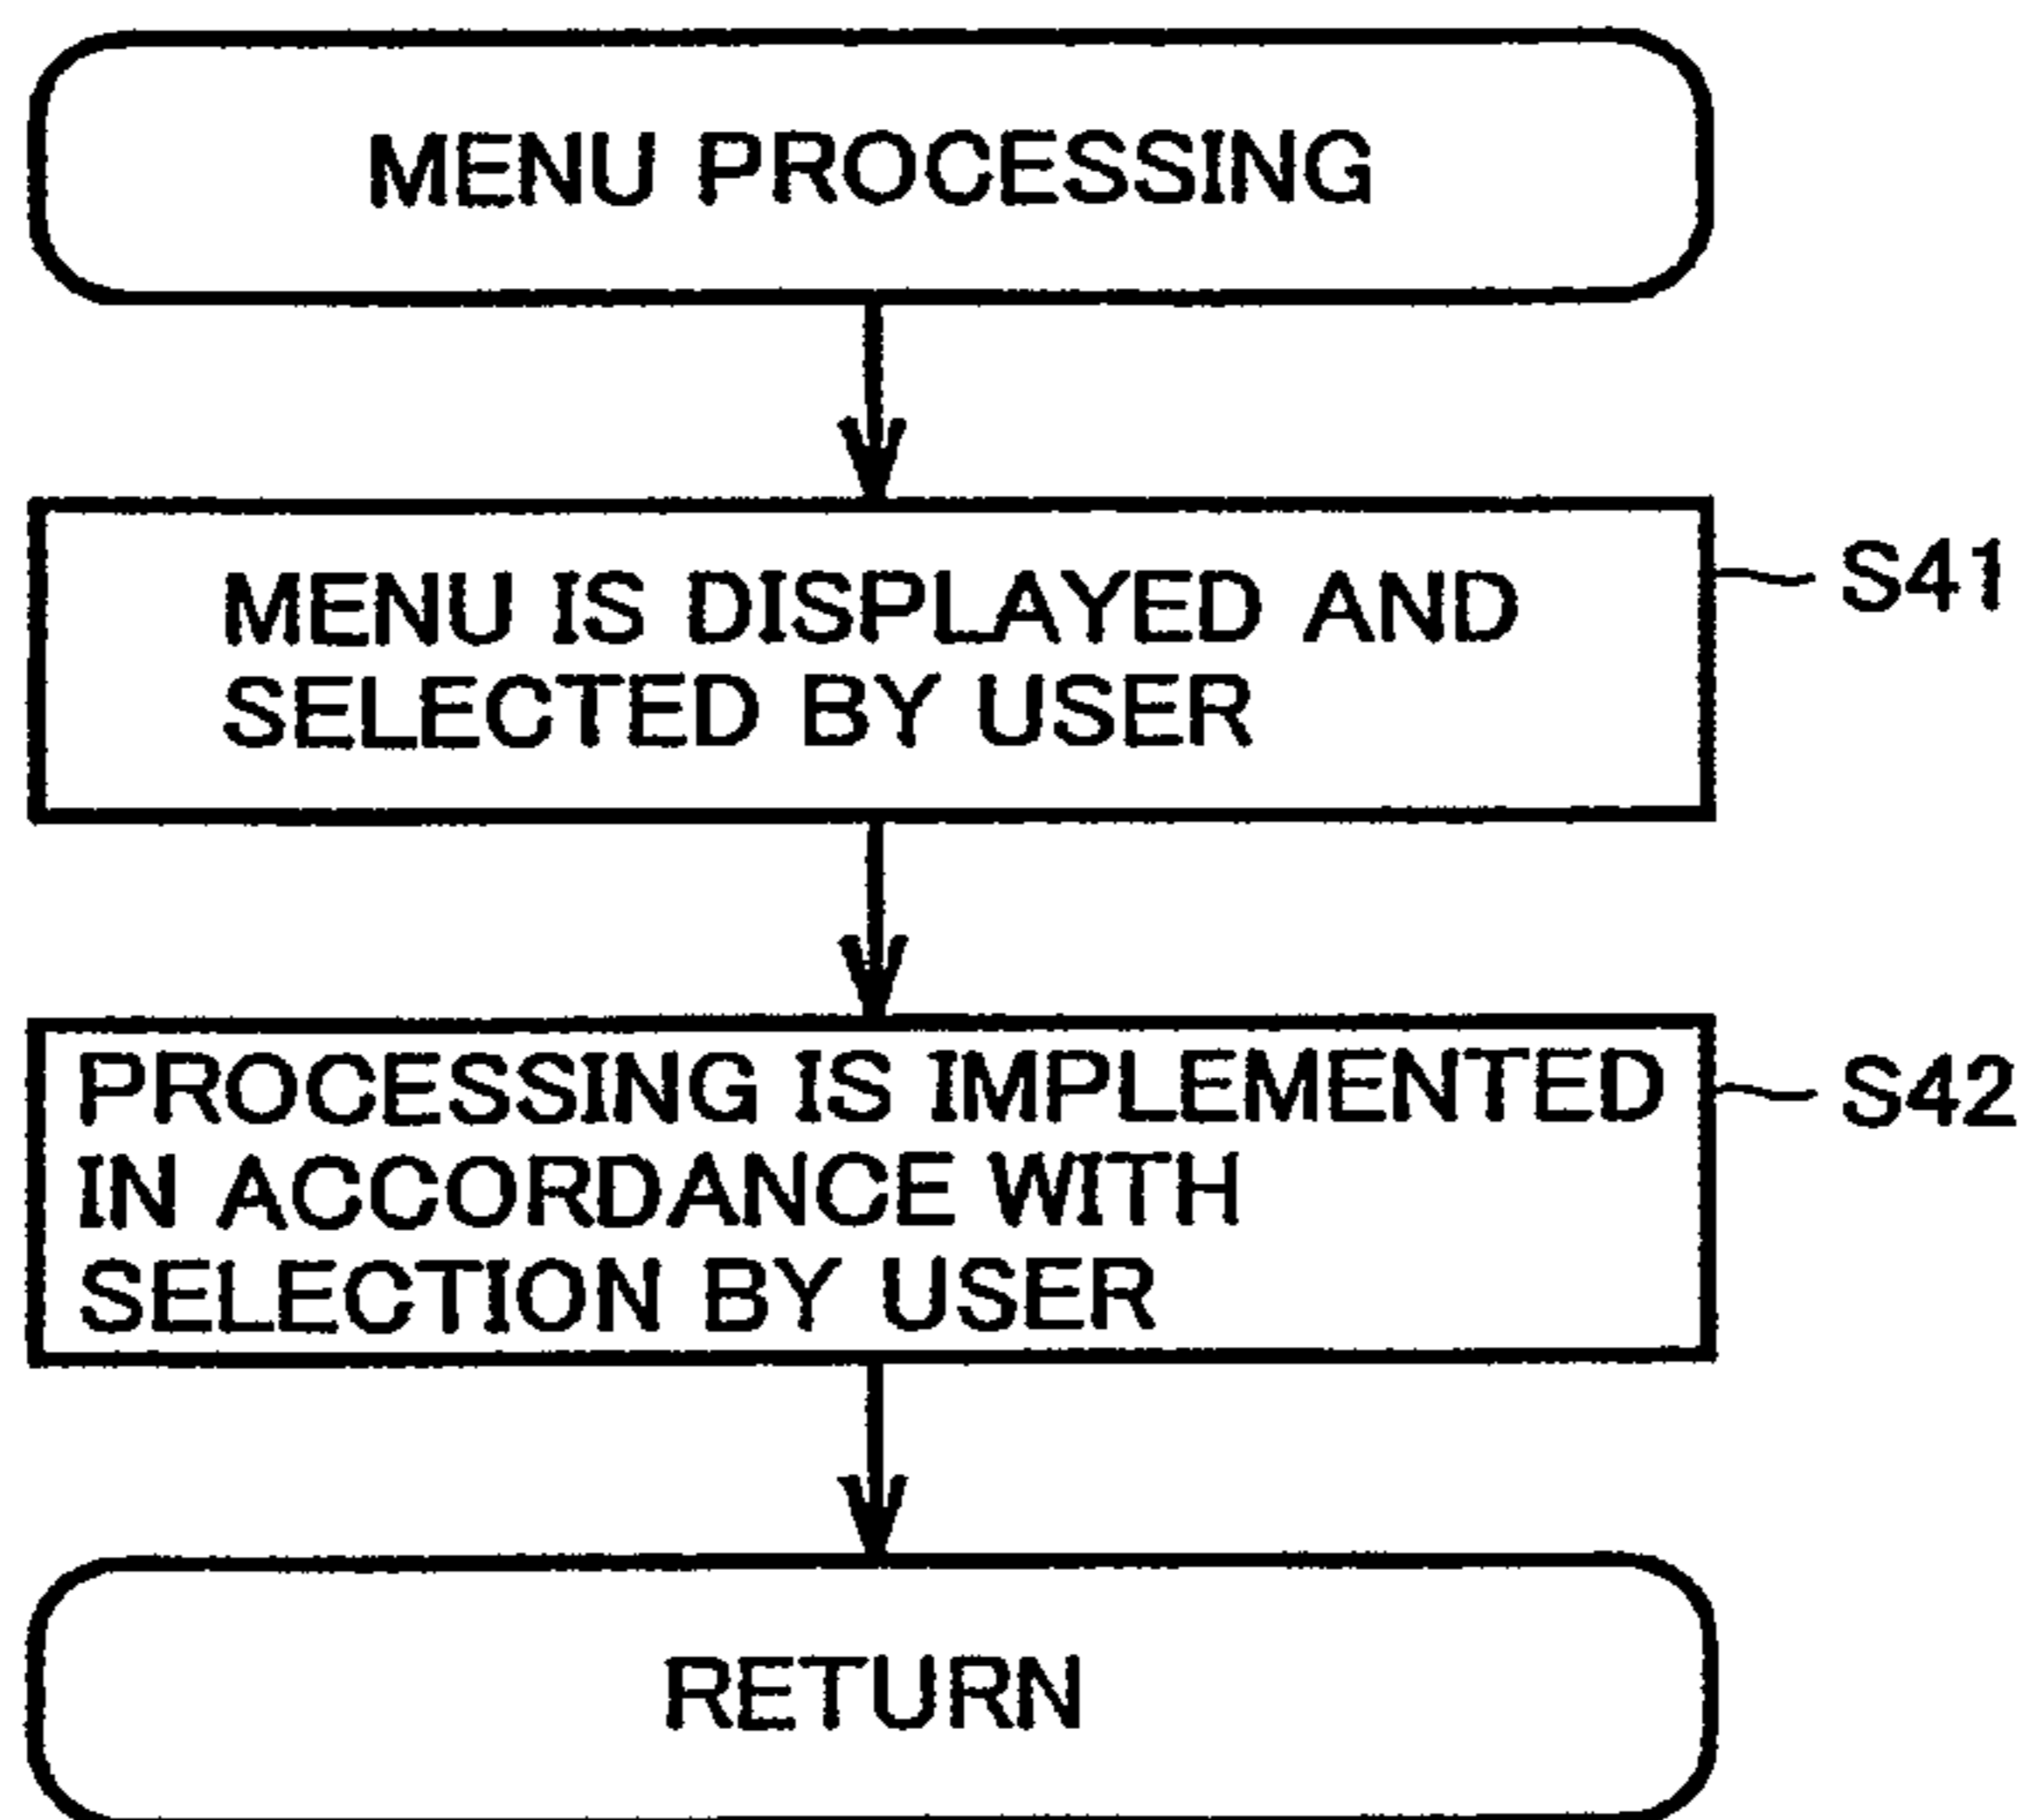 MENU PROCESSING
MENU IS DISPLAYED AND
SELECTED BY USER
S41
PROCESSING IS IMPLEMENTED
IN ACCORDANCE WITH
SELECTION BY USER
S42
RETURN